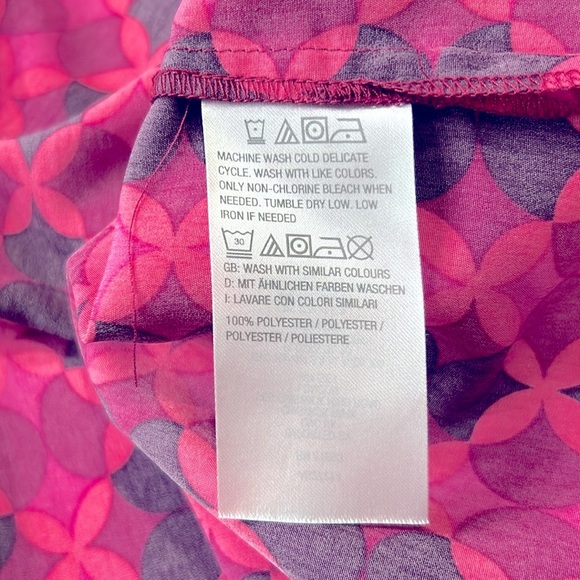 MACHINE WASH COLD DELICATE
CYCLE. WASH WITH LIKE COLORS.
ONLY NON-CHLORINE BLEACH WHEN
NEEDED. TUMBLE DRY LOW. LOW
IRON IF NEEDED
30
GB: WASH WITH SIMILAR COLOURS
D: MIT ÄHNLICHEN FARBEN WASCHEN
I: LAVARE CON COLORI SIMILARI
100% POLYESTER / POLYESTER /
POLYESTER / POLIESTERE